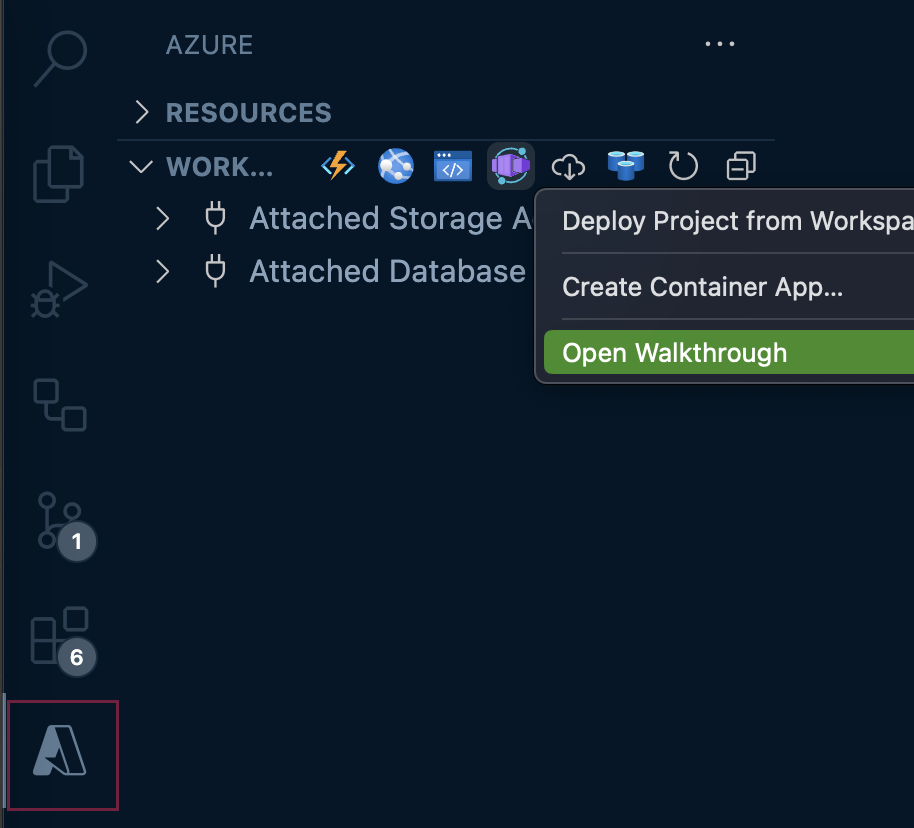 AZURE
RESOURCES
WORK...
Attached Storage A
Deploy Project from Workspa
Attached Database
Create Container App...
Open Walkthrough
1
6